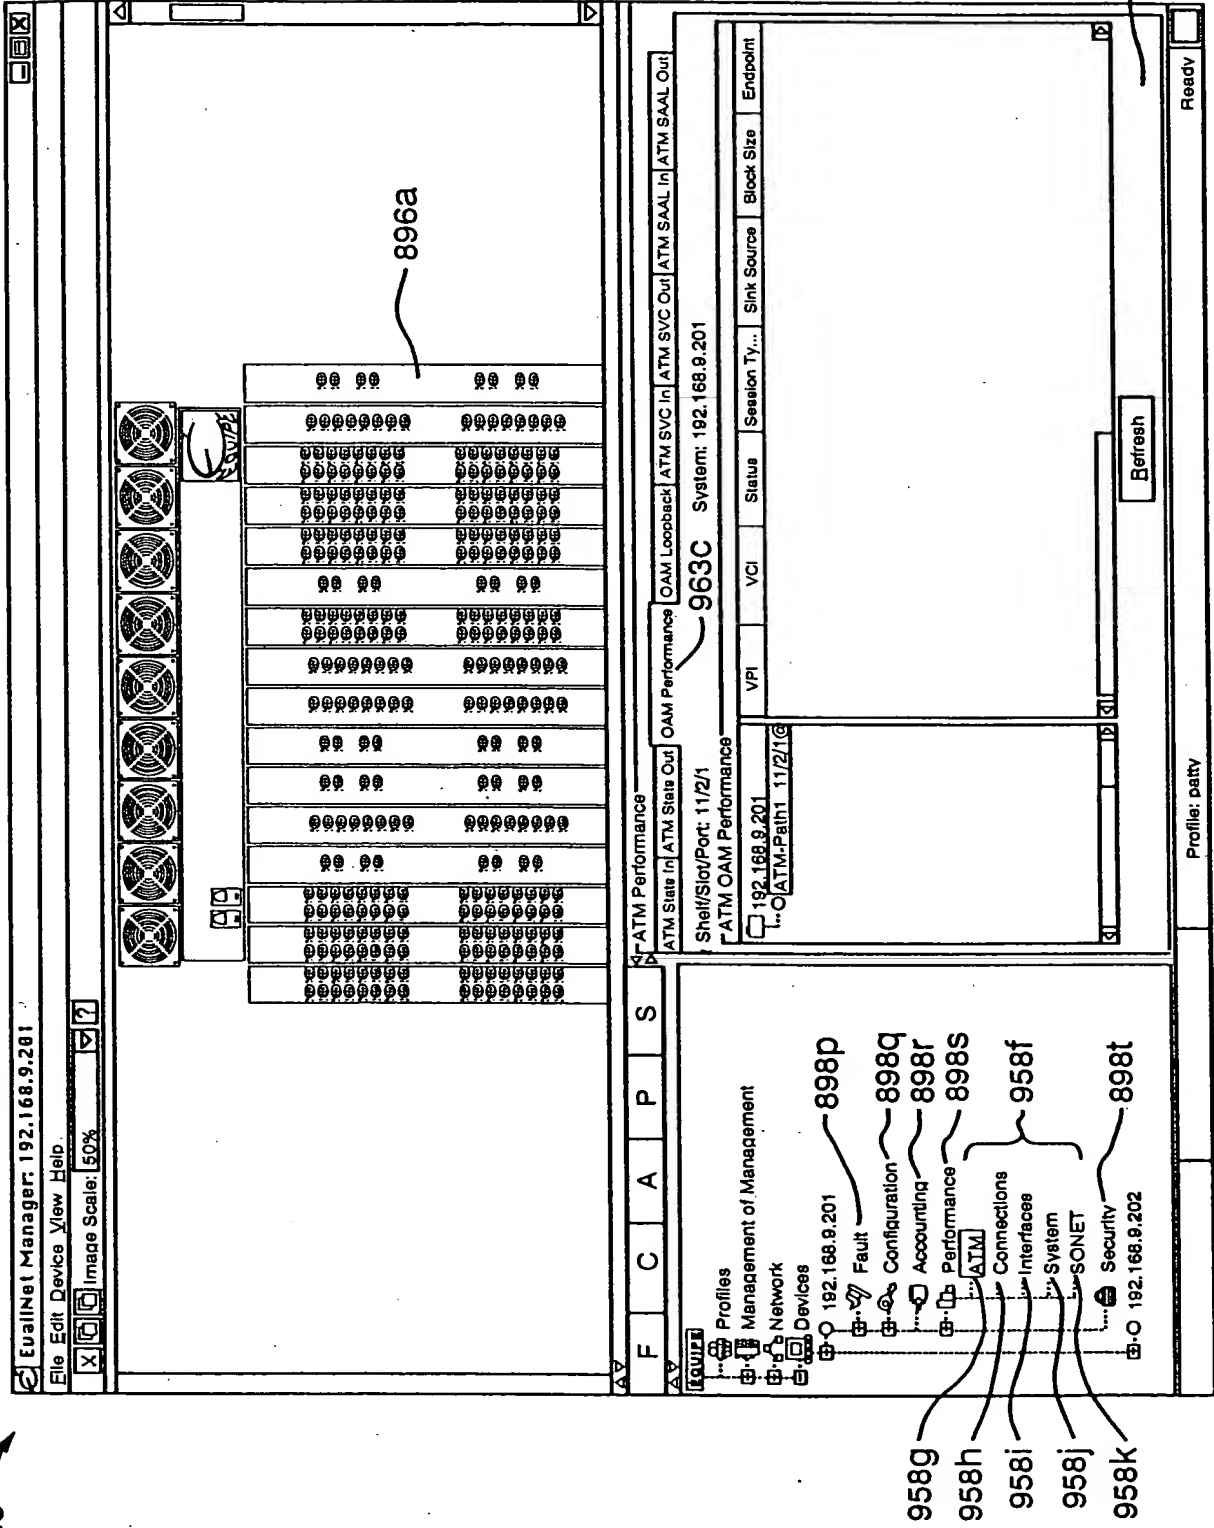 EualNet Manager: 192.168.9.201
File Edit Device View Help
X Image Scale: 50% ?
896a
F C A P S
EQUIPE
Profiles
Management of Management
Network
Devices
192.168.9.201
Fault
Configuration
Accounting
Performance
ATM
Connections
Interfaces
System
SONET
Security
192.168.9.202
898p
898q
898r
898s
958f
898t
958g
958h
958i
958j
958k
ATM Performance
ATM Stats In ATM Stats Out OAM Performance OAM Loopback ATM SVC In ATM SVC Out ATM SAAL In ATM SAAL Out
963C
Shelf/Slot/Port: 11/2/1 System: 192.168.9.201
ATM OAM Performance
192.168.9.201
ATM-Path1 11/2/1@
VPI VCI Status Session Ty... Sink Source Block Size Endpoint
Refresh
Profile: patty
Ready